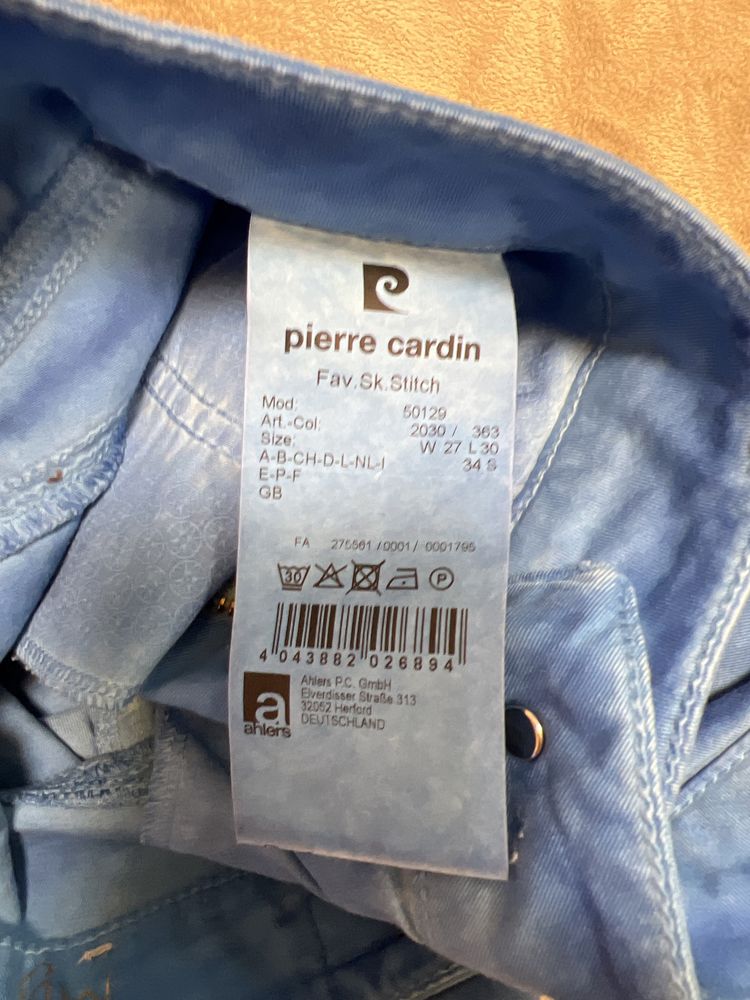 pierre cardin
Fav.Sk.Stitch
Mod: 50129
Art.-Col: 2030 / 363
Size: W 27 L 30
A-B-CH-D-L-NL-I 34 S
E-P-F
GB
FA 275561 /0001/ 0001795
30 P
4 043882 026894
a
ahlers
Ahlers P.C. GmbH
Elverdisser Straße 313
32052 Herford
DEUTSCHLAND